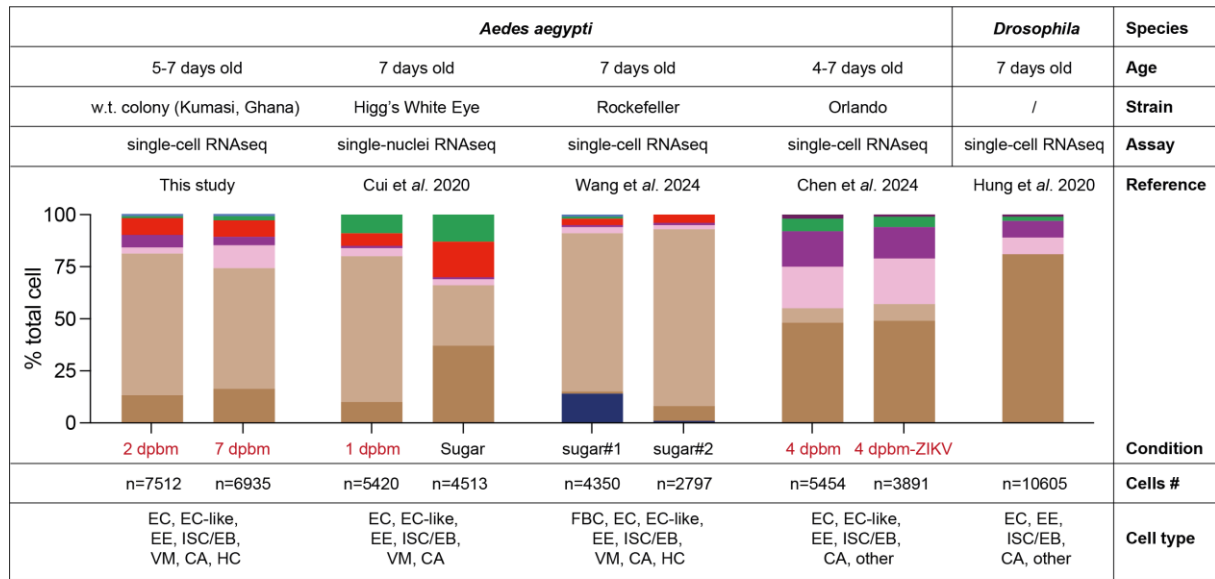 Aedes aegypti Drosophila Species
5-7 days old 7 days old 7 days old 4-7 days old 7 days old Age
w.t. colony (Kumasi, Ghana) Higg's White Eye Rockefeller Orlando / Strain
single-cell RNAseq single-nuclei RNAseq single-cell RNAseq single-cell RNAseq single-cell RNAseq Assay
This study Cui et al. 2020 Wang et al. 2024 Chen et al. 2024 Hung et al. 2020 Reference
% total cell
100
75
50
25
0
2 dpbm 7 dpbm 1 dpbm Sugar sugar#1 sugar#2 4 dpbm 4 dpbm-ZIKV Condition
n=7512 n=6935 n=5420 n=4513 n=4350 n=2797 n=5454 n=3891 n=10605 Cells #
EC, EC-like, EC, EC-like, FBC, EC, EC-like, EC, EC-like, EC, EE,
EE, ISC/EB, EE, ISC/EB, EE, ISC/EB, EE, ISC/EB, ISC/EB, Cell type
VM, CA, HC VM, CA VM, CA, HC CA, other CA, other